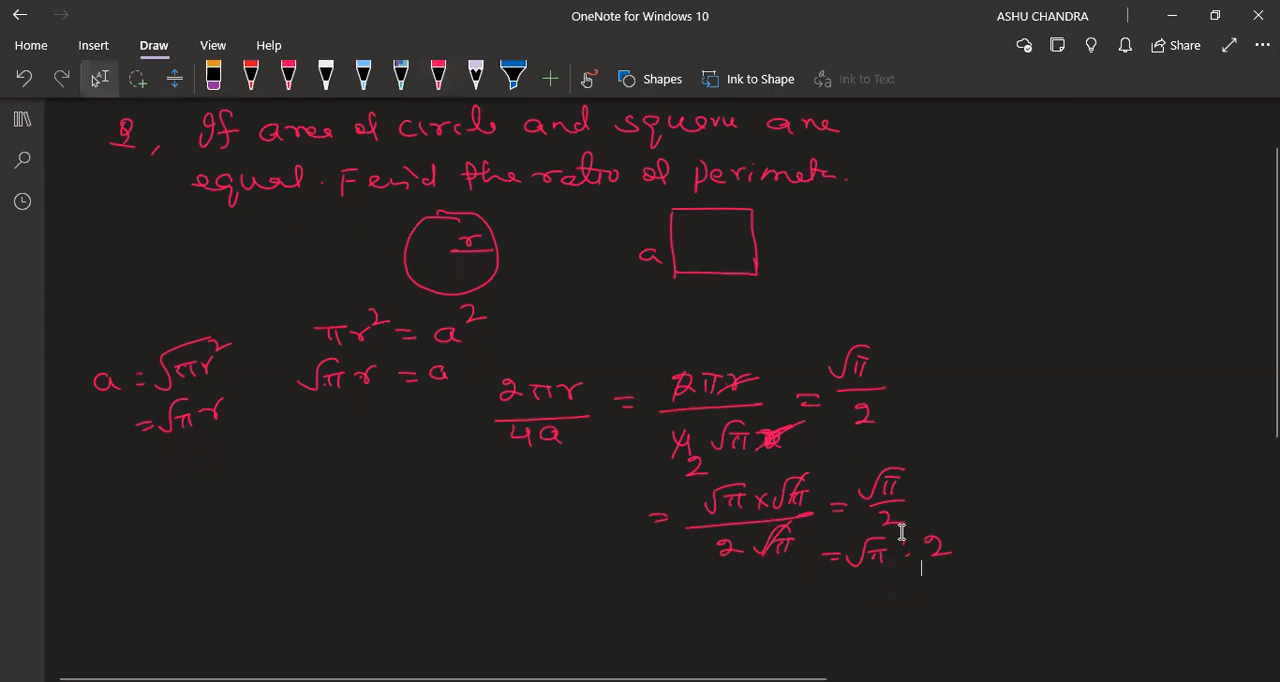 OneNote for Windows 10
ASHU CHANDRA
Home Insert Draw View Help
Share
Shapes
Ink to Shape
Ink to Text
Q, If area of circle and square are
equal. Feind the ratio of perimeter.
r
a
πr² = a²
a = √πr²
√π r = a
= √π r
2πr / 4a = 2πr / 4 2 √π r = √π / 2
= √π × √π / 2 √π = √π / 2
= √π : 2